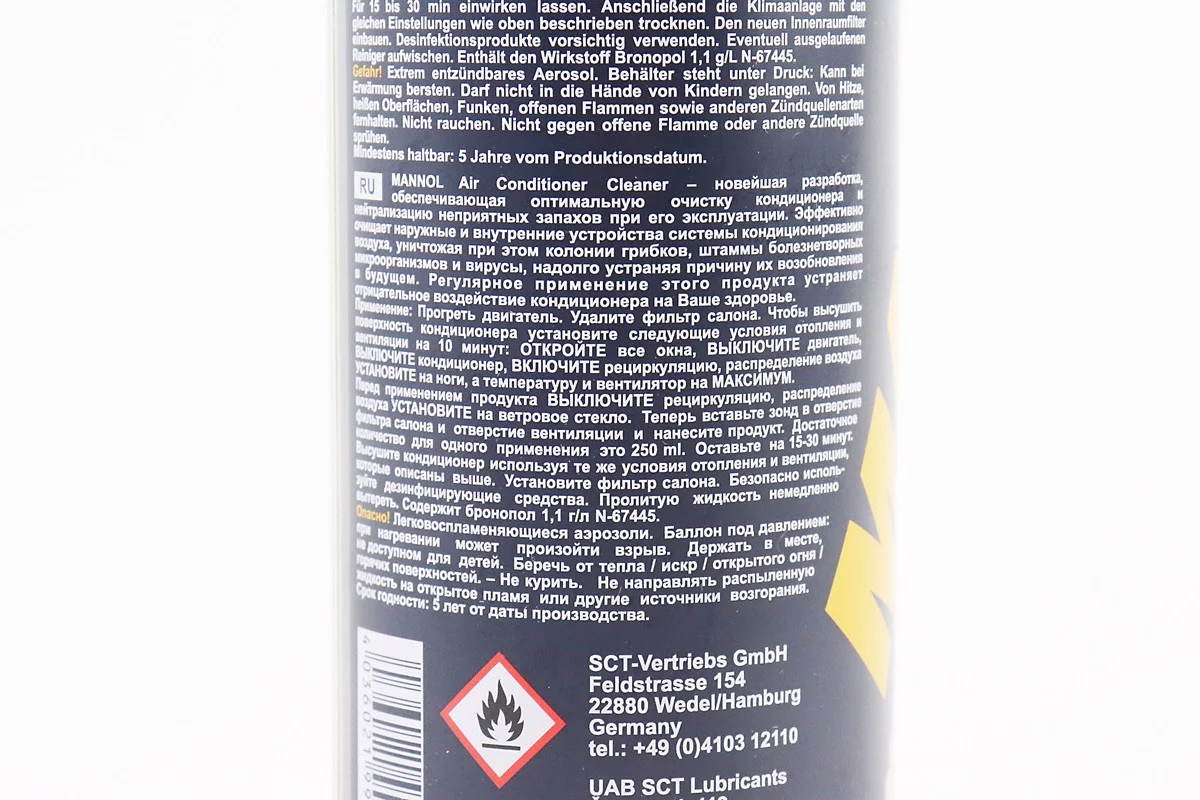 Für 15 bis 30 min einwirken lassen. Anschließend die Klimaanlage mit den
gleichen Einstellungen wie oben beschrieben trocknen. Den neuen Innenraumfilter
einbauen. Desinfektionsprodukte vorsichtig verwenden. Eventuell ausgelaufenen
Reiniger aufwischen. Enthält den Wirkstoff Bronopol 1,1 g/L N-67445.
Gefahr! Extrem entzündbares Aerosol. Behälter steht unter Druck: Kann bei
Erwärmung bersten. Darf nicht in die Hände von Kindern gelangen. Von Hitze,
heißen Oberflächen, Funken, offenen Flammen sowie anderen Zündquellenarten
fernhalten. Nicht rauchen. Nicht gegen offene Flamme oder andere Zündquelle
sprühen.
Mindestens haltbar: 5 Jahre vom Produktionsdatum.
RU MANNOL Air Conditioner Cleaner – новейшая разработка,
обеспечивающая оптимальную очистку кондиционера и
нейтрализацию неприятных запахов при его эксплуатации. Эффективно
очищает наружные и внутренние устройства системы кондиционирования
воздуха, уничтожая при этом колонии грибков, штаммы болезнетворных
микроорганизмов и вирусы, надолго устраняя причину их возобновления
в будущем. Регулярное применение этого продукта устраняет
отрицательное воздействие кондиционера на Ваше здоровье.
Применение: Прогреть двигатель. Удалите фильтр салона. Чтобы высушить
поверхность кондиционера установите следующие условия отопления и
вентиляции на 10 минут: ОТКРОЙТЕ все окна, ВЫКЛЮЧИТЕ двигатель,
ВЫКЛЮЧИТЕ кондиционер, ВКЛЮЧИТЕ рециркуляцию, распределение воздуха
УСТАНОВИТЕ на ноги, а температуру и вентилятор на МАКСИМУМ.
Перед применением продукта ВЫКЛЮЧИТЕ рециркуляцию, распределение
воздуха УСТАНОВИТЕ на ветровое стекло. Теперь вставьте зонд в отверстие
фильтра салона и отверстие вентиляции и нанесите продукт. Достаточное
количество для одного применения это 250 ml. Оставьте на 15-30 минут.
Высушите кондиционер используя те же условия отопления и вентиляции,
которые описаны выше. Установите фильтр салона. Безопасно исполь-
зуйте дезинфицирующие средства. Пролитую жидкость немедленно
вытереть. Содержит бронопол 1,1 г/л N-67445.
Опасно! Легковоспламеняющиеся аэрозоли. Баллон под давлением:
при нагревании может произойти взрыв. Держать в месте,
не доступном для детей. Беречь от тепла / искр / открытого огня /
горячих поверхностей. – Не курить. Не направлять распыленную
жидкость на открытое пламя или другие источники возгорания.
Срок годности: 5 лет от даты производства.
4 036021 99
SCT-Vertriebs GmbH
Feldstrasse 154
22880 Wedel/Hamburg
Germany
tel.: +49 (0)4103 12110
UAB SCT Lubricants